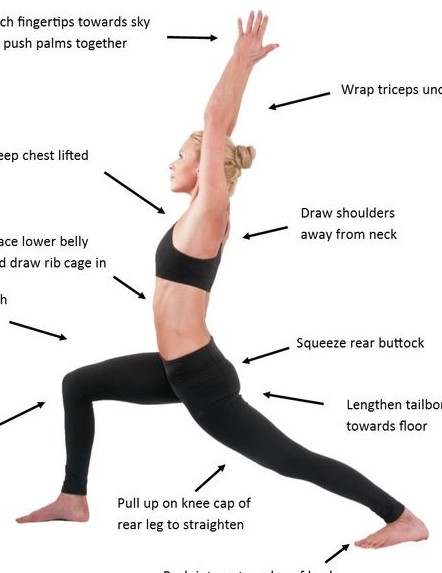 ch fingertips towards sky
push palms together
Wrap triceps und
eep chest lifted
Draw shoulders
away from neck
ace lower belly
d draw rib cage in
h
Squeeze rear buttock
Lengthen tailbo
towards floor
Pull up on knee cap of
rear leg to straighten